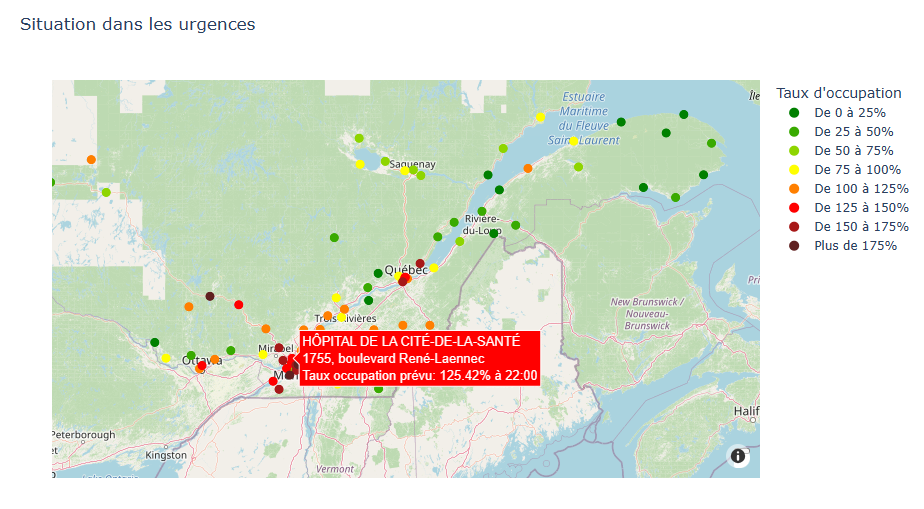 Situation dans les urgences
Estuaire
Maritime
du Fleuve
Saint-Laurent
Île
Saguenay
Rivière-
du-Loup
Québec
Trois-Rivières
Mirabel
Ottawa
HÔPITAL DE LA CITÉ-DE-LA-SANTÉ
1755, boulevard René-Laennec
Taux occupation prévu: 125.42% à 22:00
New Brunswick /
Nouveau-
Brunswick
Pri
Halif
Peterborough
Kingston
Vermont
Maine
Taux d'occupation
De 0 à 25%
De 25 à 50%
De 50 à 75%
De 75 à 100%
De 100 à 125%
De 125 à 150%
De 150 à 175%
Plus de 175%